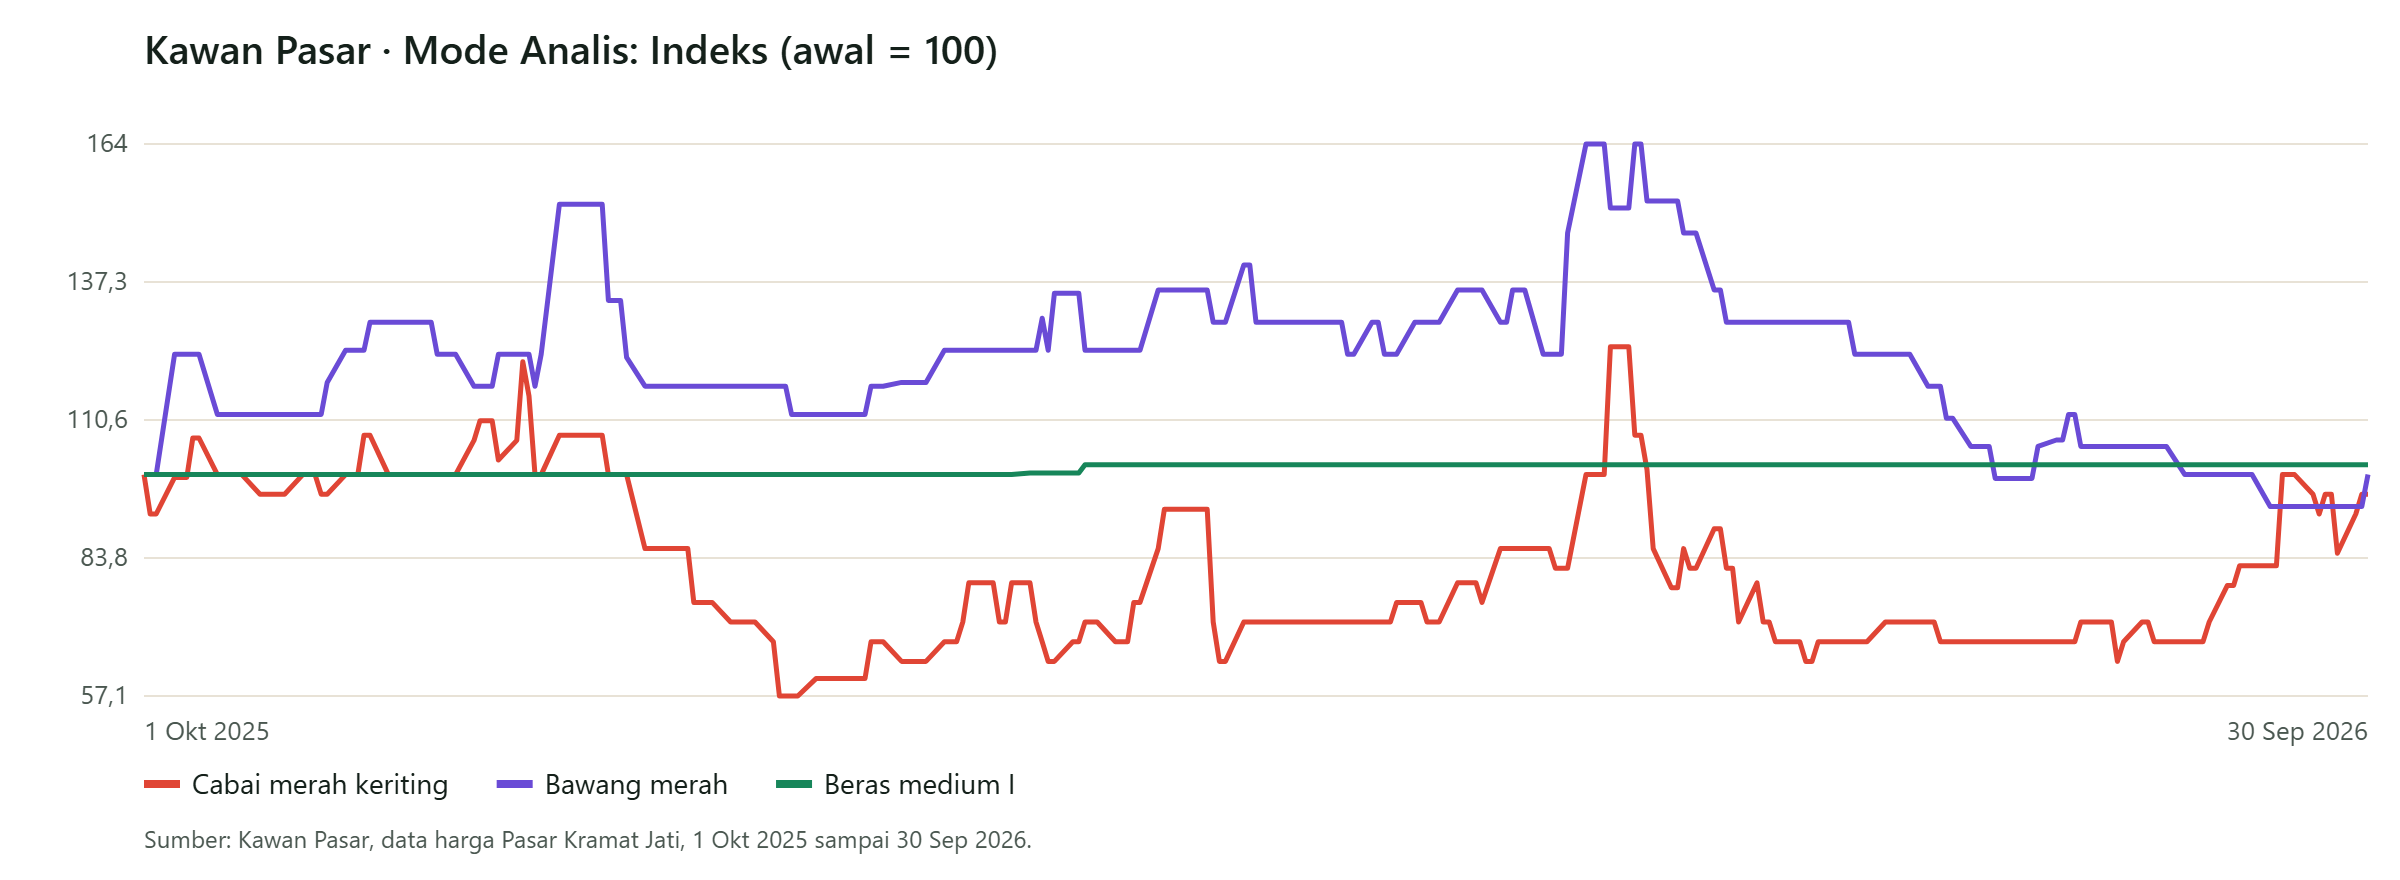 Kawan Pasar · Mode Analis: Indeks (awal = 100)
164
137,3
110,6
83,8
57,1
1 Okt 2025 30 Sep 2026
Cabai merah keriting Bawang merah Beras medium I
Sumber: Kawan Pasar, data harga Pasar Kramat Jati, 1 Okt 2025 sampai 30 Sep 2026.